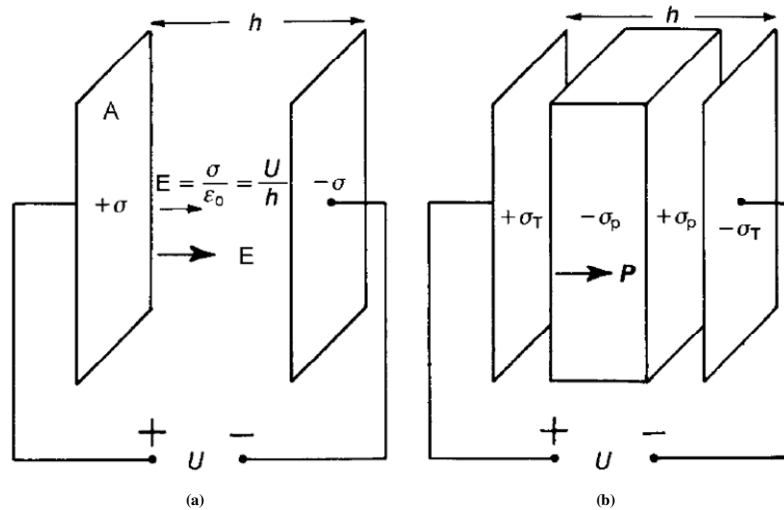 h
A
E = σ/ε₀ = U/h
+σ
−σ
E
+ −
U
(a)
h
+σ_T
−σ_p
+σ_p
−σ_T
P
+ −
U
(b)